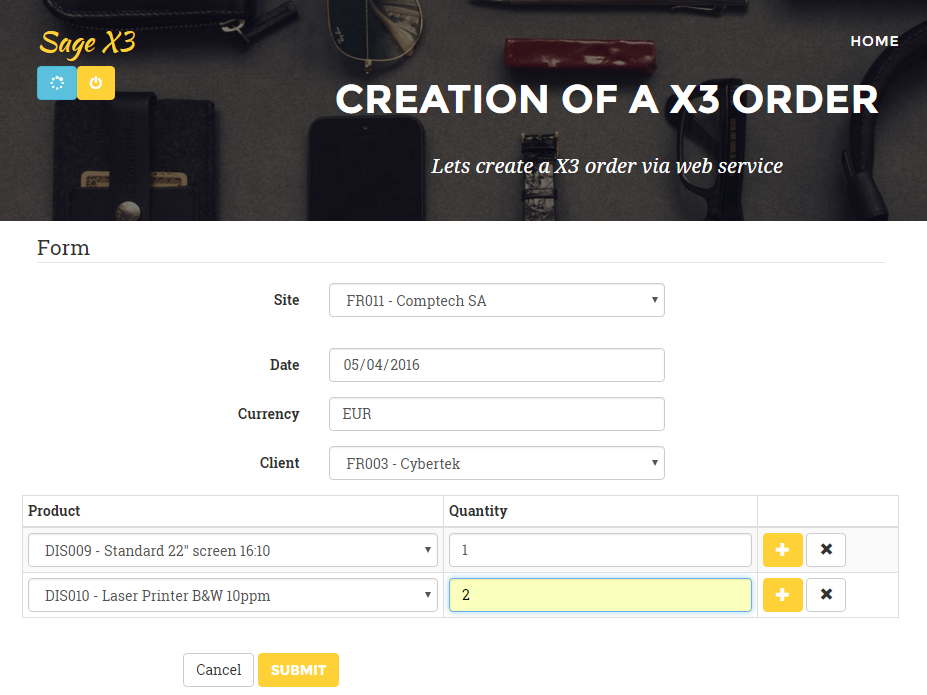 Sage X3
HOME
CREATION OF A X3 ORDER
Lets create a X3 order via web service
Form
Site FR011 - Comptech SA
Date 05/04/2016
Currency EUR
Client FR003 - Cybertek
Product Quantity
DIS009 - Standard 22" screen 16:10 1
DIS010 - Laser Printer B&W 10ppm 2
Cancel SUBMIT